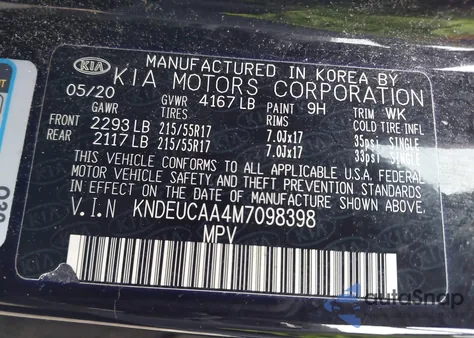 MANUFACTURED IN KOREA BY
KIA KIA MOTORS CORPORATION
05/20 GVWR 4167 LB PAINT 9H TRIM WK
GAWR TIRES RIMS COLD TIRE INFL
FRONT 2293 LB 215/55R17 7.0Jx17 35psi SINGLE
REAR 2117 LB 215/55R17 7.0Jx17 33psi SINGLE
THIS VEHICLE CONFORMS TO ALL APPLICABLE U.S.A. FEDERAL
MOTOR VEHICLE SAFETY AND THEFT PREVENTION STANDARDS
IN EFFECT ON THE DATE OF MANUFACTURE SHOWN ABOVE.
V.I.N KNDEUCAA4M7098398
MPV
autoSnap